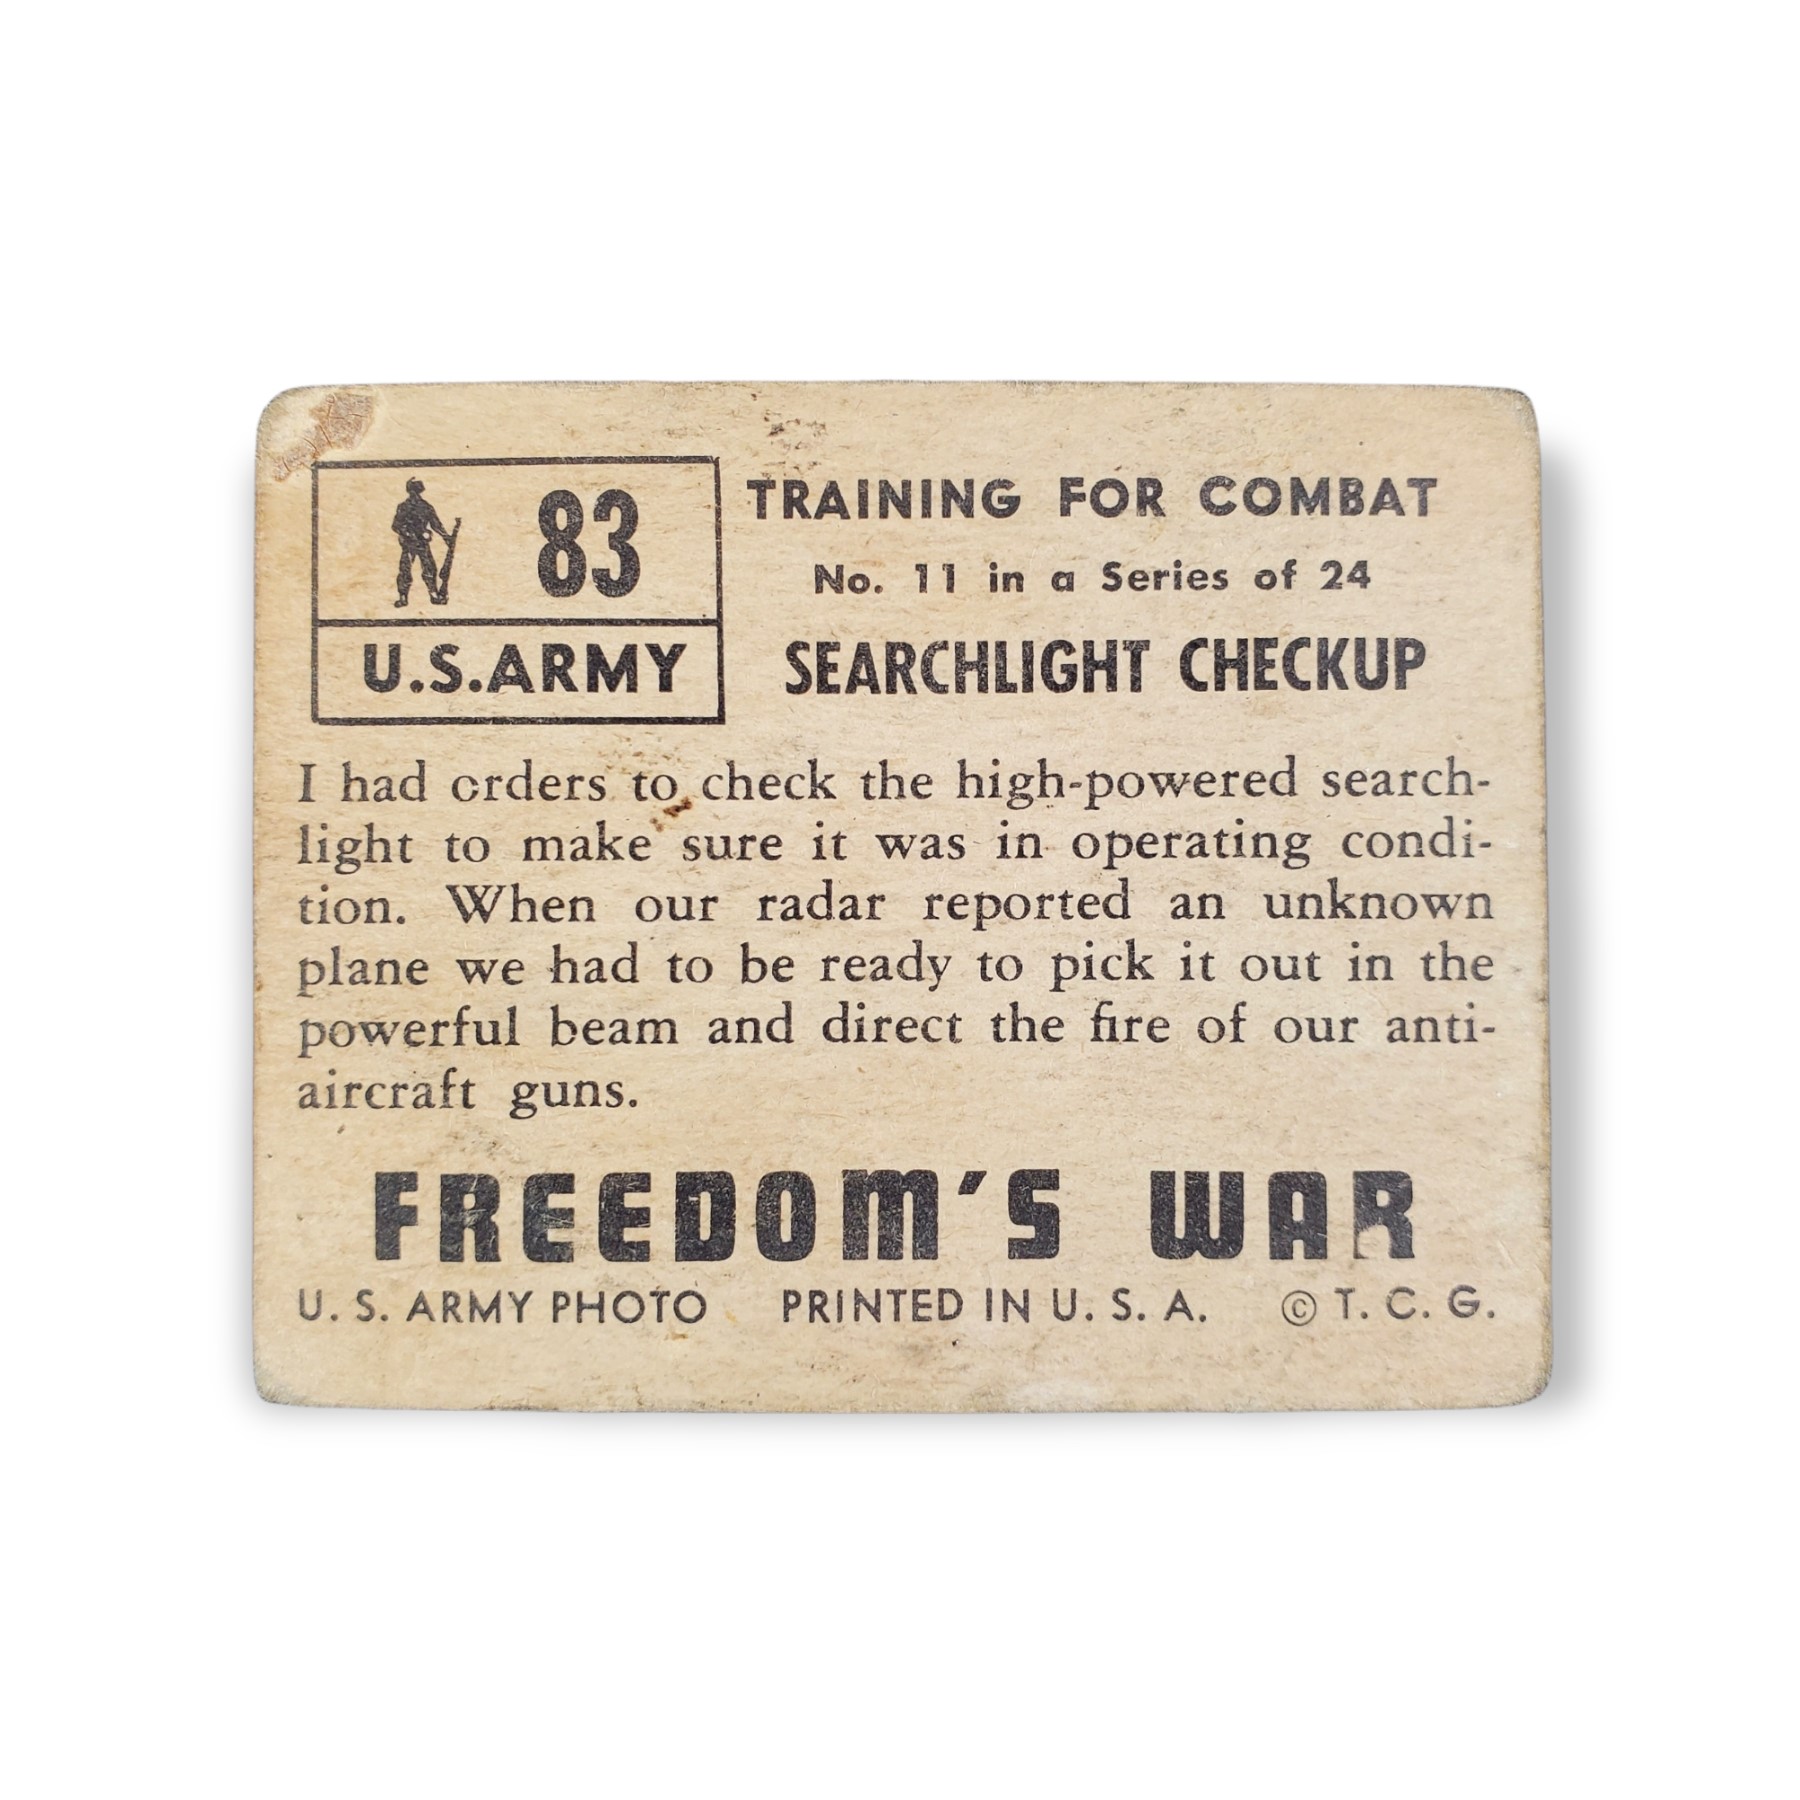 83
U.S.ARMY
TRAINING FOR COMBAT
No. 11 in a Series of 24
SEARCHLIGHT CHECKUP
I had orders to check the high-powered search-
light to make sure it was in operating condi-
tion. When our radar reported an unknown
plane we had to be ready to pick it out in the
powerful beam and direct the fire of our anti-
aircraft guns.
FREEDOM'S WAR
U. S. ARMY PHOTO PRINTED IN U. S. A. © T. C. G.